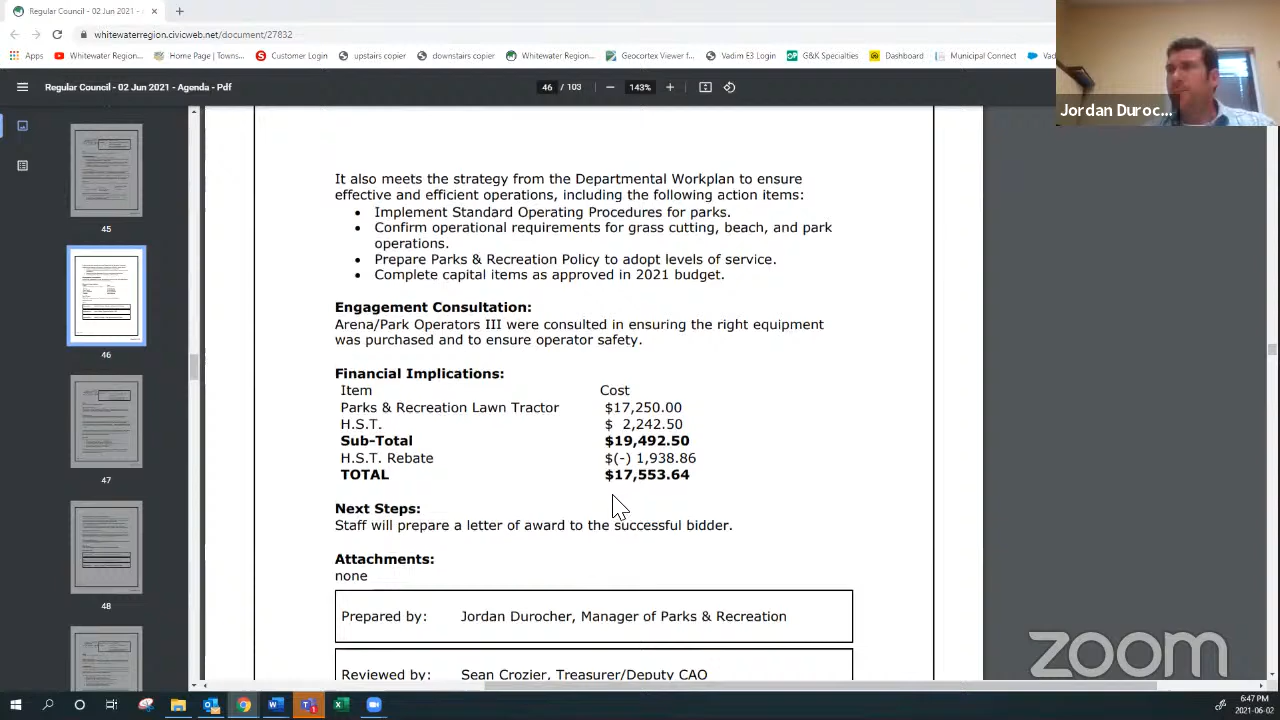 Regular Council - 02 Jun 2021 -
whitewaterregion.civicweb.net/document/27832
Apps
Whitewater Region...
Home Page | Towns...
Customer Login
upstairs copier
downstairs copier
Whitewater Region...
Geocortex Viewer f...
Vadim E3 Invoice
G&K Specialties
Dashboard
Municipal Connect
Vac
Regular Council - 02 Jun 2021 - Agenda - Pdf
46 / 103
143%
Jordan Duroc...
45
46
47
48
It also meets the strategy from the Departmental Workplan to ensure
effective and efficient operations, including the following action items:
• Implement Standard Operating Procedures for parks.
• Confirm operational requirements for grass cutting, beach, and park
operations.
• Prepare Parks & Recreation Policy to adopt levels of service.
• Complete capital items as approved in 2021 budget.
Engagement Consultation:
Arena/Park Operators III were consulted in ensuring the right equipment
was purchased and to ensure operator safety.
Financial Implications:
Item Cost
Parks & Recreation Lawn Tractor $17,250.00
H.S.T. $ 2,242.50
Sub-Total $19,492.50
H.S.T. Rebate $(-) 1,938.86
TOTAL $17,553.64
Next Steps:
Staff will prepare a letter of award to the successful bidder.
Attachments:
none
Prepared by: Jordan Durocher, Manager of Parks & Recreation
Reviewed by: Sean Crozier, Treasurer/Deputy CAO
zoom
6:47 PM
2021-06-02